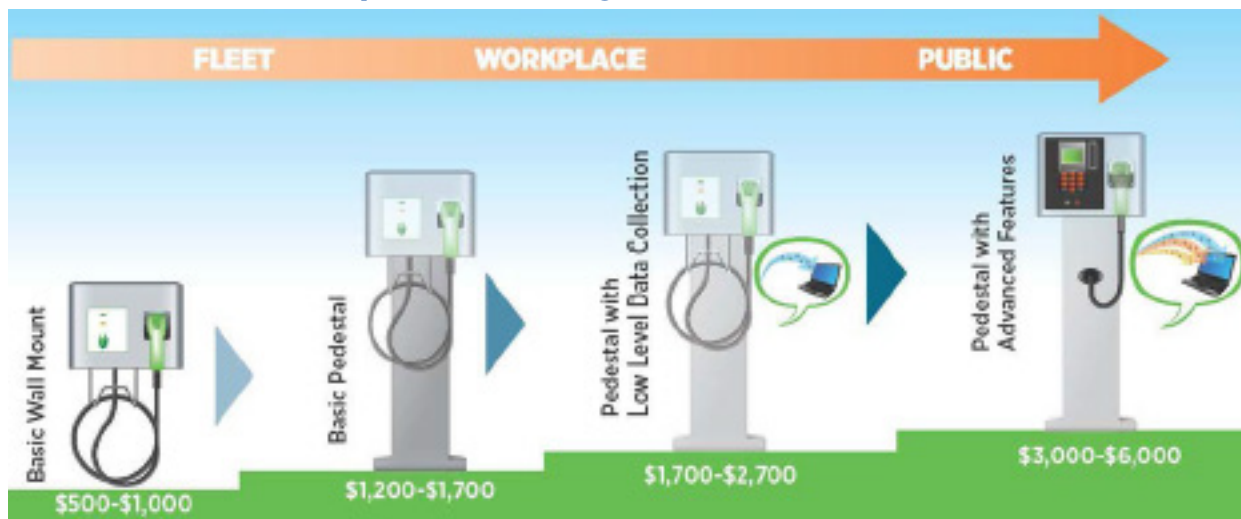 FLEET
WORKPLACE
PUBLIC
Basic Wall Mount
$500-$1,000
Basic Pedestal
$1,200-$1,700
Pedestal with
Low Level Data Collection
$1,700-$2,700
Pedestal with
Advanced Features
$3,000-$6,000